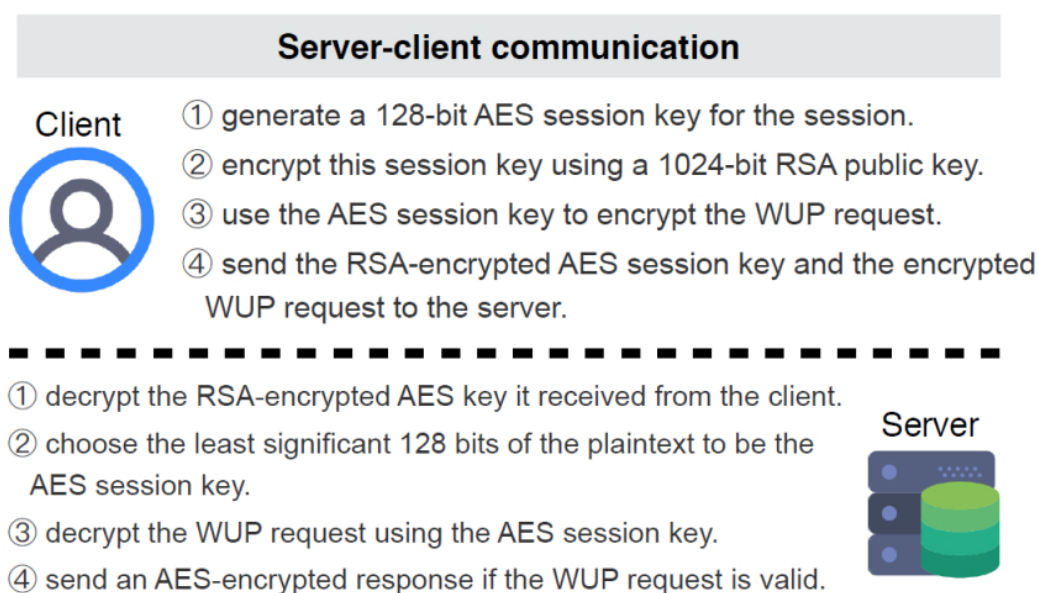 Server-client communication
Client
① generate a 128-bit AES session key for the session.
② encrypt this session key using a 1024-bit RSA public key.
③ use the AES session key to encrypt the WUP request.
④ send the RSA-encrypted AES session key and the encrypted
WUP request to the server.
① decrypt the RSA-encrypted AES key it received from the client.
② choose the least significant 128 bits of the plaintext to be the
AES session key.
③ decrypt the WUP request using the AES session key.
④ send an AES-encrypted response if the WUP request is valid.
Server